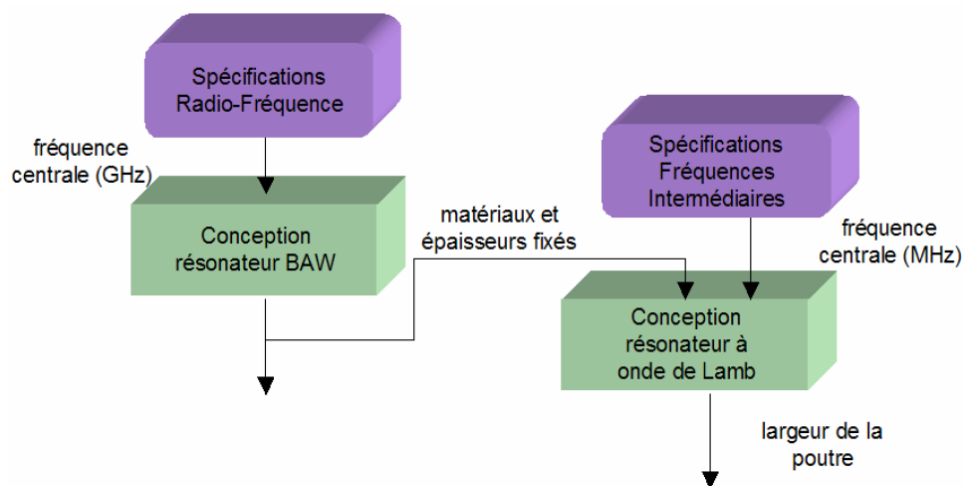 Spécifications
Radio-Fréquence
fréquence
centrale (GHz)
Conception
résonateur BAW
matériaux et
épaisseurs fixés
Spécifications
Fréquences
Intermédiaires
fréquence
centrale (MHz)
Conception
résonateur à
onde de Lamb
largeur de la
poutre